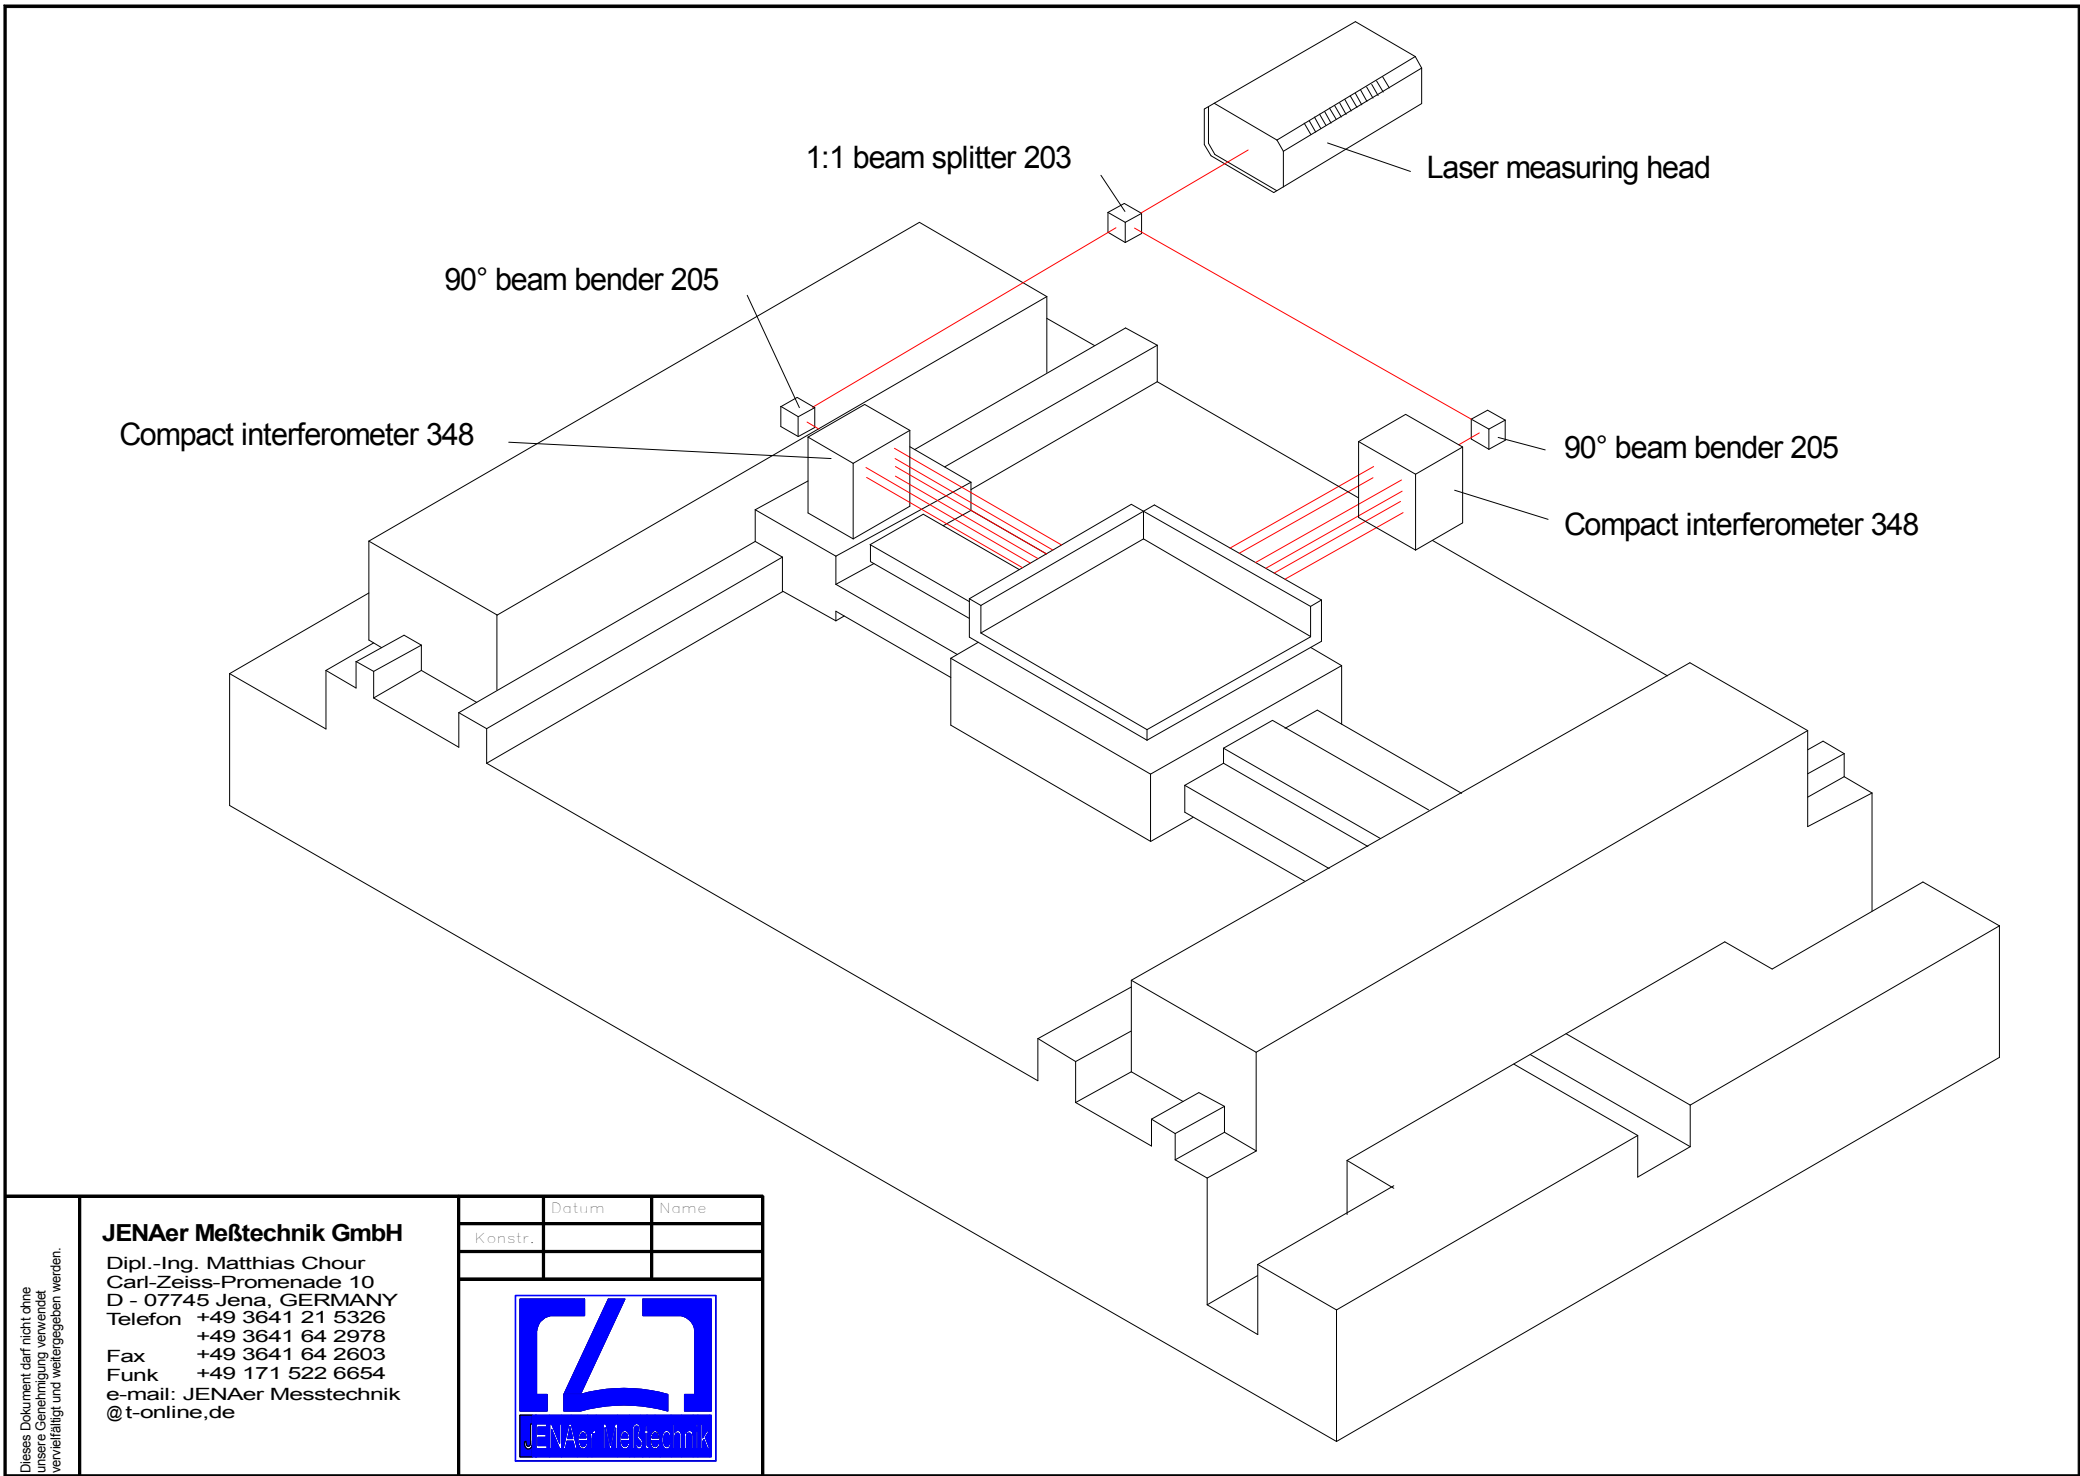 1:1 beam splitter 203
Laser measuring head
90° beam bender 205
Compact interferometer 348
90° beam bender 205
Compact interferometer 348
Dieses Dokument darf nicht ohne
unsere Genehmigung verwendet
vervielfältigt und weitergegeben werden.
JENAer Meßtechnik GmbH
Dipl.-Ing. Matthias Chour
Carl-Zeiss-Promenade 10
D - 07745 Jena, GERMANY
Telefon +49 3641 21 5326
+49 3641 64 2978
Fax +49 3641 64 2603
Funk +49 171 522 6654
e-mail: JENAer Messtechnik
@t-online,de
Datum Name
Konstr.
JENAer Meßtechnik